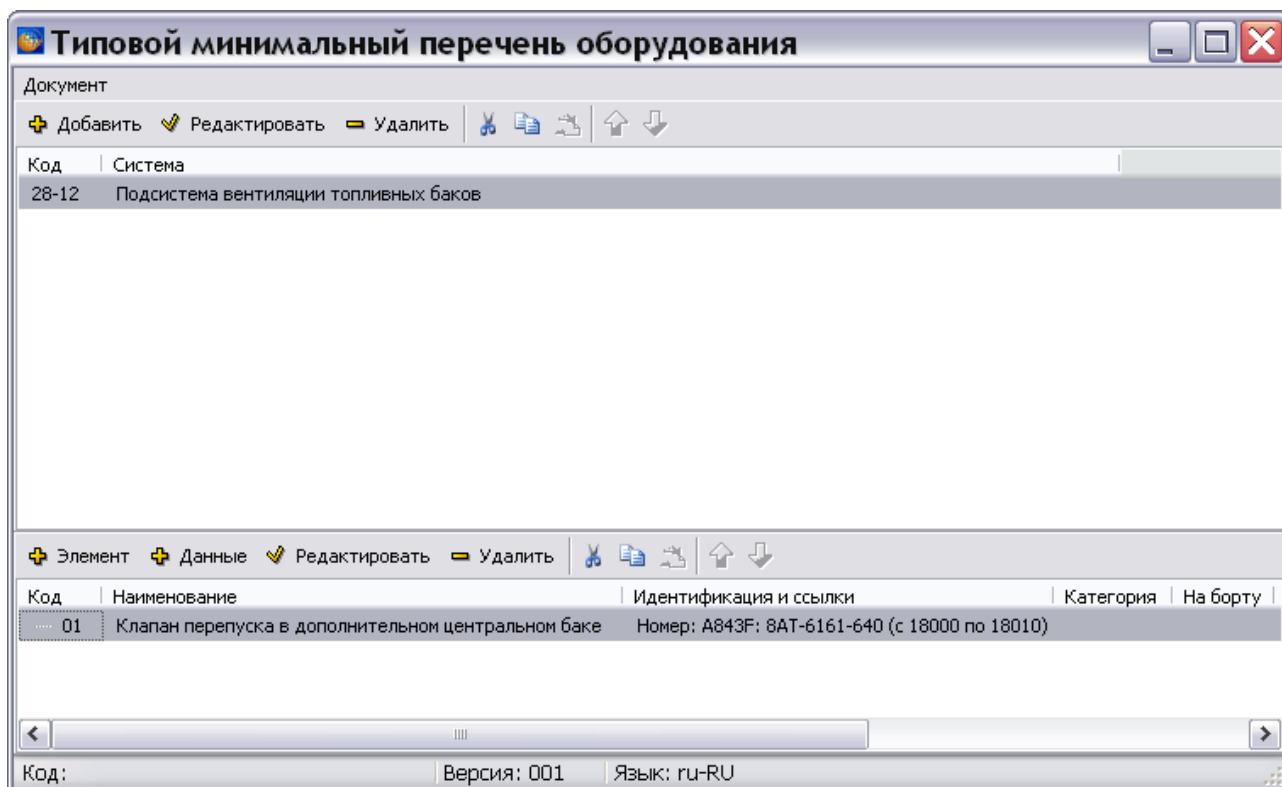 Типовой минимальный перечень оборудования
Документ
Добавить Редактировать Удалить
Код Система
28-12 Подсистема вентиляции топливных баков
Элемент Данные Редактировать Удалить
Код Наименование Идентификация и ссылки Категория На борту
01 Клапан перепуска в дополнительном центральном баке Номер: A843F: 8AT-6161-640 (с 18000 по 18010)
Код: Версия: 001 Язык: ru-RU